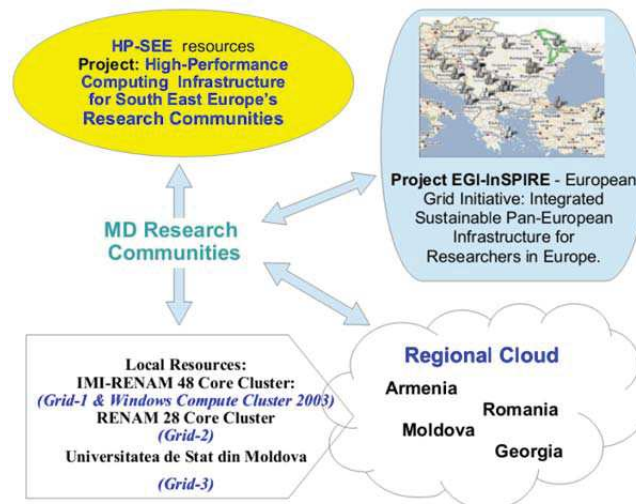 HP-SEE resources
Project: High-Performance
Computing Infrastructure
for South East Europe's
Research Communities
Project EGI-InSPIRE - European
Grid Initiative: Integrated
Sustainable Pan-European
Infrastructure for
Researchers in Europe.
MD Research
Communities
Local Resources:
IMI-RENAM 48 Core Cluster:
(Grid-1 & Windows Compute Cluster 2003)
RENAM 28 Core Cluster
(Grid-2)
Universitatea de Stat din Moldova
(Grid-3)
Regional Cloud
Armenia
Romania
Moldova
Georgia